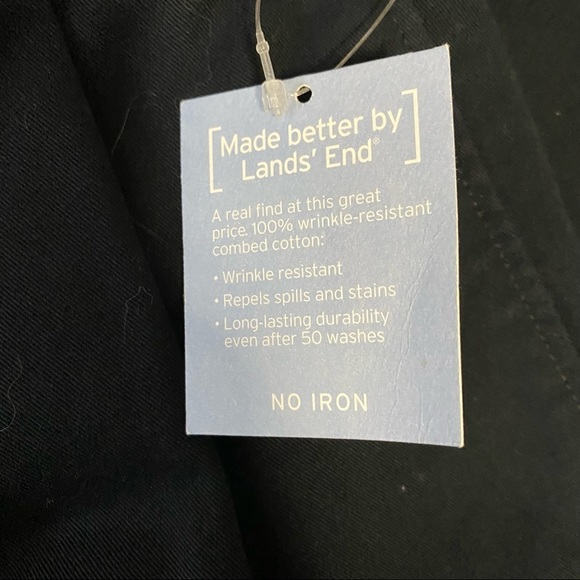 [Made better by
Lands' End®]
A real find at this great
price. 100% wrinkle-resistant
combed cotton:
• Wrinkle resistant
• Repels spills and stains
• Long-lasting durability
even after 50 washes
NO IRON